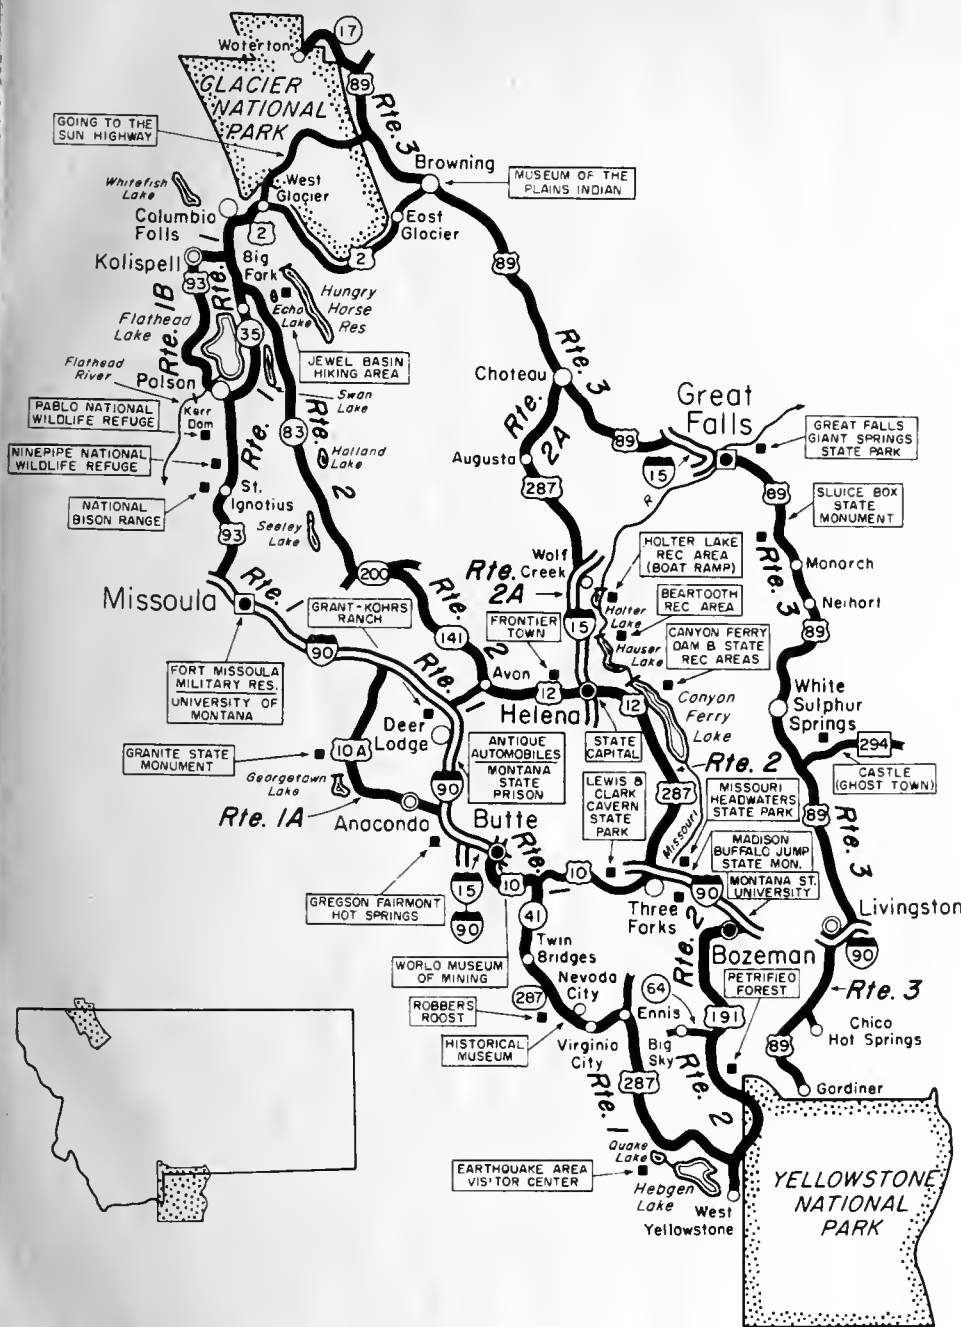 17
Waterton
GLACIER
NATIONAL
PARK
89
Rte. 3
GOING TO THE
SUN HIGHWAY
Browning
MUSEUM OF THE
PLAINS INDIAN
Whitefish
Lake
West
Glacier
Columbia
Falls
East
Glacier
2
2
89
Kalispell
93
Big
Fork
Echo
Lake
Hungry
Horse
Res
Rte. 1
Rte. 1B
Flathead
Lake
35
JEWEL BASIN
HIKING AREA
Flathead
River
Polson
Swan
Lake
Choteau
Rte. 3
Great
Falls
PABLO NATIONAL
WILDLIFE REFUGE
Kerr
Dam
83
Rte. 2
Rte. 2A
89
15
GREAT FALLS
GIANT SPRINGS
STATE PARK
NINEPIPE NATIONAL
WILDLIFE REFUGE
Rte. 1
Holland
Lake
Augusta
287
R
89
SLUICE BOX
STATE
MONUMENT
NATIONAL
BISON RANGE
St.
Ignatius
Seeley
Lake
93
Wolf
Creek
HOLTER LAKE
REC AREA
(BOAT RAMP)
Rte. 3
Monarch
200
Rte.
2A
Missoula
Rte. 1
GRANT-KOHRS
RANCH
Rte. 2
BEARTOOTH
REC AREA
Neihart
Holter
Lake
15
FRONTIER
TOWN
Hauser
Lake
CANYON FERRY
DAM & STATE
REC AREAS
89
90
141
FORT MISSOULA
MILITARY RES.
UNIVERSITY OF
MONTANA
Rte. 1
Avon
12
Helena
12
Canyon
Ferry
Lake
White
Sulphur
Springs
Deer
Lodge
GRANITE STATE
MONUMENT
10A
ANTIQUE
AUTOMOBILES
MONTANA
STATE
PRISON
STATE
CAPITAL
294
Rte. 2
CASTLE
(GHOST TOWN)
Georgetown
Lake
90
LEWIS &
CLARK
CAVERN
STATE
PARK
287
MISSOURI
HEADWATERS
STATE PARK
89
Rte. 1A
Anaconda
Butte
Missouri
MADISON
BUFFALO JUMP
STATE MON.
MONTANA ST.
UNIVERSITY
Rte. 3
Rte. 1
10
10
90
GREGSON FAIRMONT
HOT SPRINGS
15
90
41
Three
Forks
Rte. 2
Livingston
90
Twin
Bridges
Bozeman
WORLD MUSEUM
OF MINING
Nevada
City
64
PETRIFIED
FOREST
Rte. 3
ROBBERS
ROOST
287
Ennis
191
HISTORICAL
MUSEUM
Virginia
City
Big
Sky
Chico
Hot Springs
89
Rte. 1
287
Rte. 2
Gardiner
Quake
Lake
EARTHQUAKE AREA
VISITOR CENTER
Hebgen
Lake
West
Yellowstone
YELLOWSTONE
NATIONAL
PARK